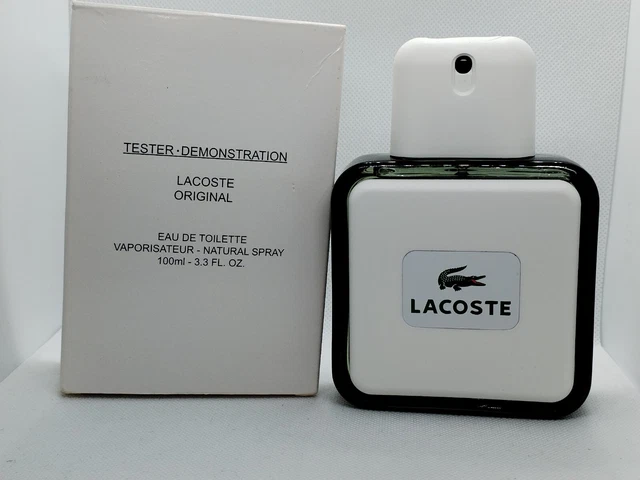 TESTER·DEMONSTRATION
LACOSTE
ORIGINAL
EAU DE TOILETTE
VAPORISATEUR - NATURAL SPRAY
100ml - 3.3 FL. OZ.
LACOSTE